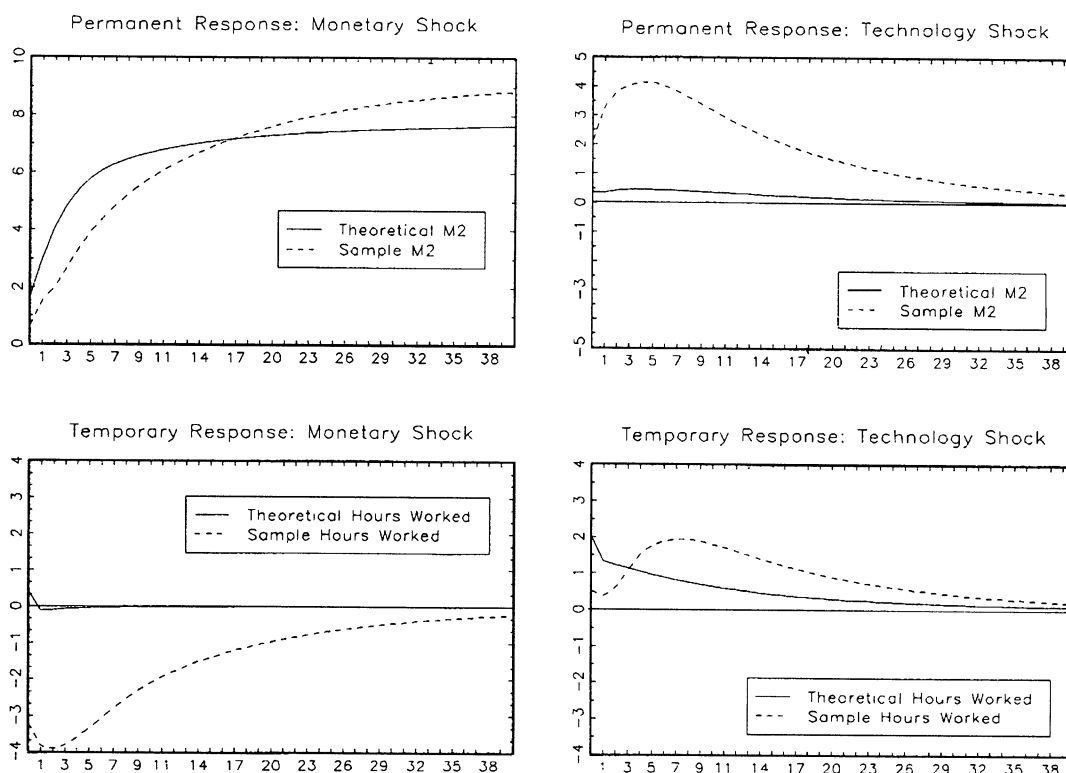 Permanent Response: Monetary Shock
10
8
6
4
2
0
Theoretical M2
Sample M2
1 3 5 7 9 11 14 17 20 23 26 29 32 35 38
Permanent Response: Technology Shock
5
4
3
2
1
0
-1
-3
-5
Theoretical M2
Sample M2
1 3 5 7 9 11 14 17 20 23 26 29 32 35 38
Temporary Response: Monetary Shock
4
3
2
1
0
-1
-2
-3
-4
Theoretical Hours Worked
Sample Hours Worked
1 3 5 7 9 11 14 17 20 23 26 29 32 35 38
Temporary Response: Technology Shock
4
3
2
1
0
-1
-2
-3
-4
Theoretical Hours Worked
Sample Hours Worked
1 3 5 7 9 11 14 17 20 23 26 29 32 35 38